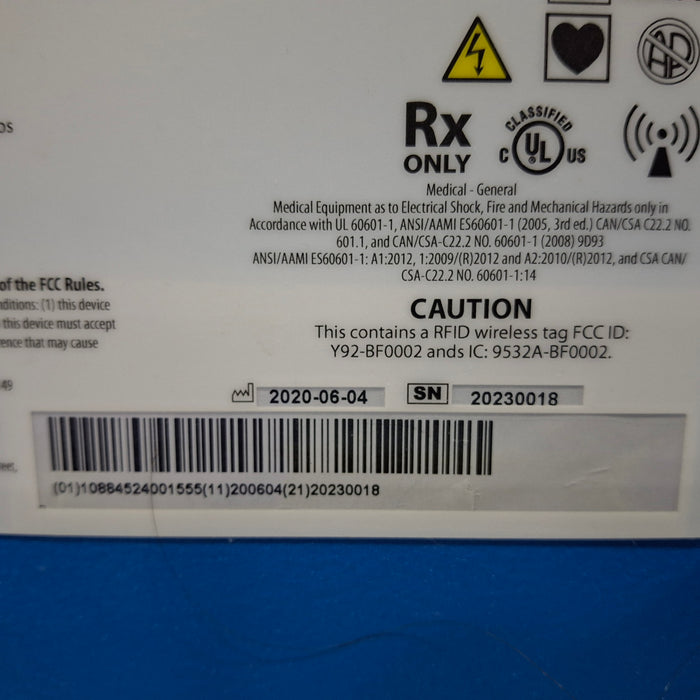 Rx
ONLY
CLASSIFIED
C UL US
Medical - General
Medical Equipment as to Electrical Shock, Fire and Mechanical Hazards only in
Accordance with UL 60601-1, ANSI/AAMI ES60601-1 (2005, 3rd ed.) CAN/CSA C22.2 NO.
601.1, and CAN/CSA-C22.2 NO. 60601-1 (2008) 9D93
ANSI/AAMI ES60601-1: A1:2012, 1:2009/(R)2012 and A2:2010/(R)2012, and CSA CAN/
CSA-C22.2 NO. 60601-1:14
of the FCC Rules.
(1) this device
this device must accept
that may cause
CAUTION
This contains a RFID wireless tag FCC ID:
Y92-BF0002 ands IC: 9532A-BF0002.
49
2020-06-04 SN 20230018
(01)10884524001555(11)200604(21)20230018